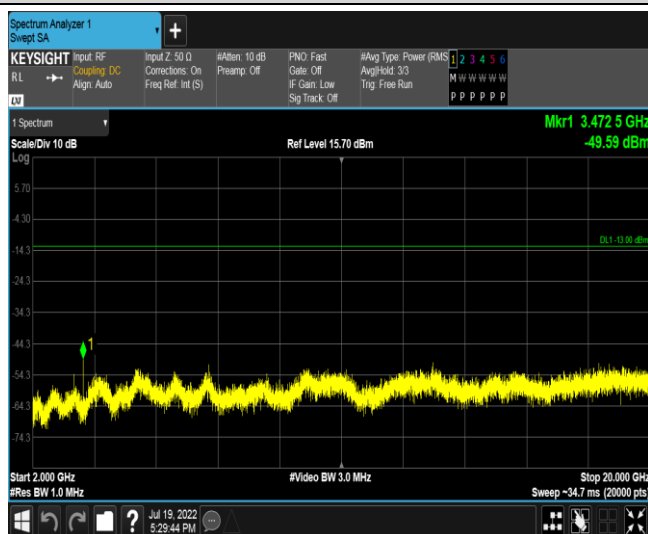 Spectrum Analyzer 1
Swept SA
KEYSIGHT
RL
LXI
Input: RF
Coupling: DC
Align: Auto
Input Z: 50 Ω
Corrections: On
Freq Ref: Int (S)
#Atten: 10 dB
Preamp: Off
PNO: Fast
Gate: Off
IF Gain: Low
Sig Track: Off
#Avg Type: Power (RMS
Avg|Hold: 3/3
Trig: Free Run
1 2 3 4 5 6
M W W W W W
P P P P P P
1 Spectrum
Scale/Div 10 dB
Ref Level 15.70 dBm
Mkr1 3.472 5 GHz
-49.59 dBm
Log
5.70
-4.30
DL1 -13.00 dBm
-14.3
-24.3
-34.3
-44.3
1
-54.3
-64.3
-74.3
Start 2.000 GHz
#Video BW 3.0 MHz
Stop 20.000 GHz
#Res BW 1.0 MHz
Sweep ~34.7 ms (20000 pts)
?
Jul 19, 2022
5:29:44 PM